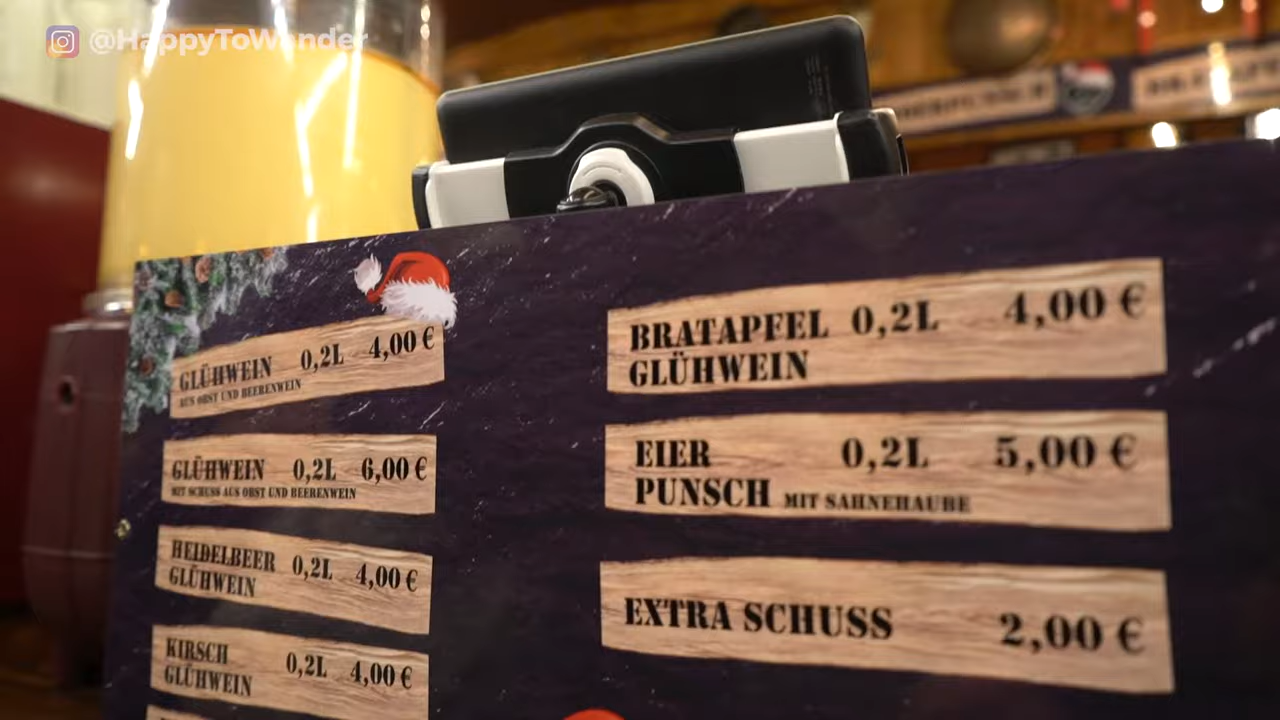 @HappyToWander
GLÜHWEIN 0,2L 4,00 €
AUS OBST UND BEERENWEIN
GLÜHWEIN 0,2L 6,00 €
MIT SCHUSS AUS OBST UND BEERENWEIN
HEIDELBEER 0,2L 4,00 €
GLÜHWEIN
KIRSCH 0,2L 4,00 €
GLÜHWEIN
BRATAPFEL 0,2L 4,00 €
GLÜHWEIN
EIER 0,2L 5,00 €
PUNSCH MIT SAHNEHAUBE
EXTRA SCHUSS 2,00 €